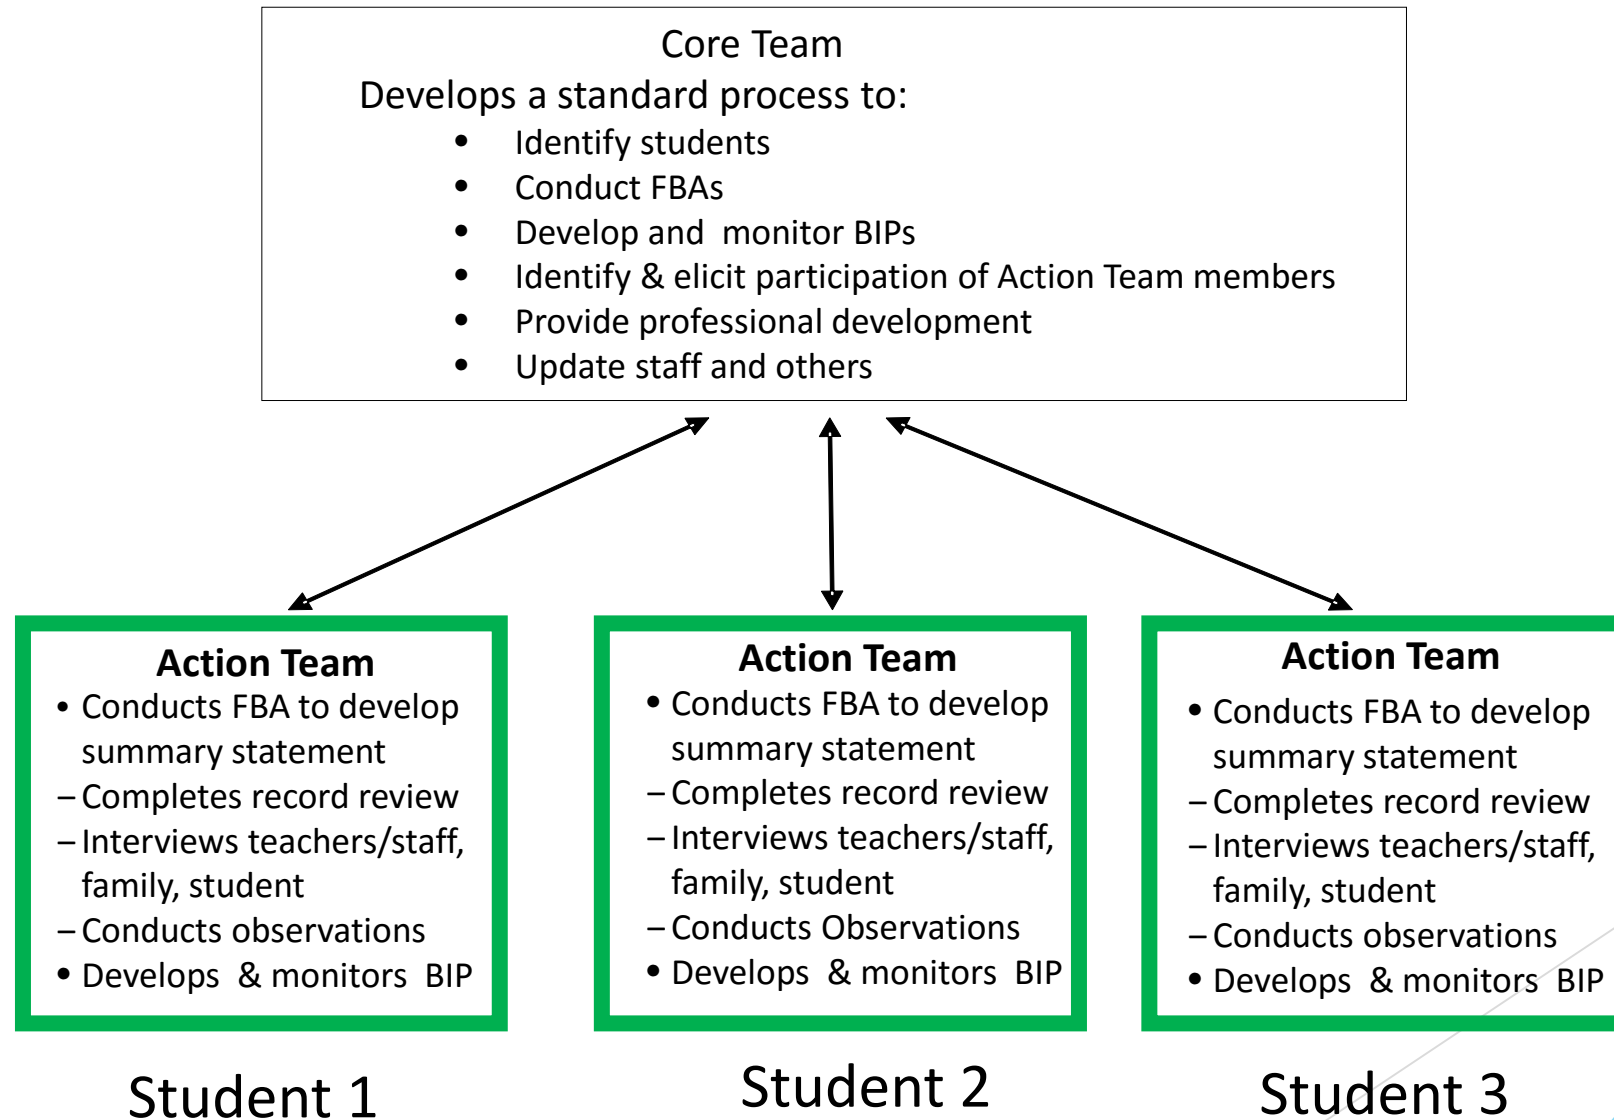 Core Team
Develops a standard process to:
• Identify students
• Conduct FBAs
• Develop and  monitor BIPs
• Identify & elicit participation of Action Team members
• Provide professional development
• Update staff and others
Action Team
• Conducts FBA to develop
summary statement
– Completes record review
– Interviews teachers/staff,
family, student
– Conducts observations
• Develops  & monitors  BIP
Student 1
Action Team
• Conducts FBA to develop
summary statement
– Completes record review
– Interviews teachers/staff,
family, student
– Conducts Observations
• Develops  & monitors  BIP
Student 2
Action Team
• Conducts FBA to develop
summary statement
– Completes record review
– Interviews teachers/staff,
family, student
– Conducts observations
• Develops  & monitors  BIP
Student 3